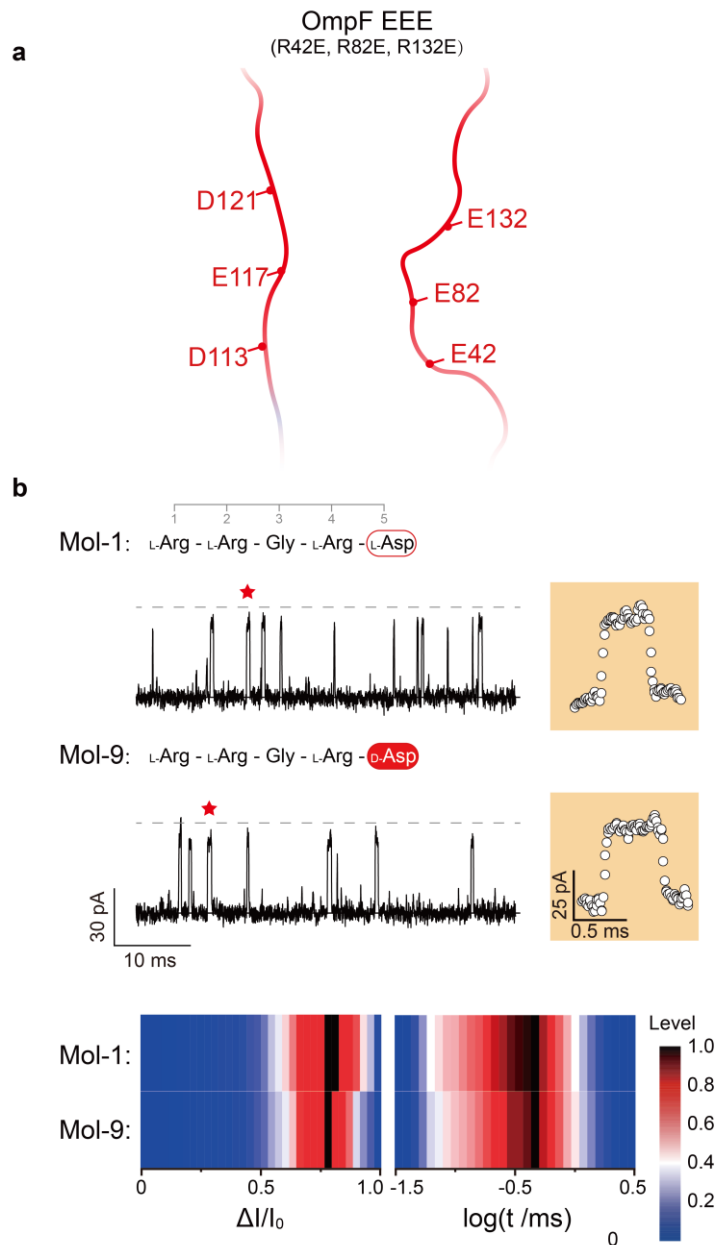 OmpF EEE
(R42E, R82E, R132E)
a
D121
E132
E117
E82
D113
E42
b
1 2 3 4 5
Mol-1: L-Arg - L-Arg - Gly - L-Arg - L-Asp
Mol-9: L-Arg - L-Arg - Gly - L-Arg - D-Asp
30 pA
10 ms
25 pA
0.5 ms
Level
Mol-1:
Mol-9:
1.0
0.8
0.6
0.4
0.2
0
0 0.5 1.0
-1.5 -0.5 0.5
ΔI/I₀
log(t /ms)